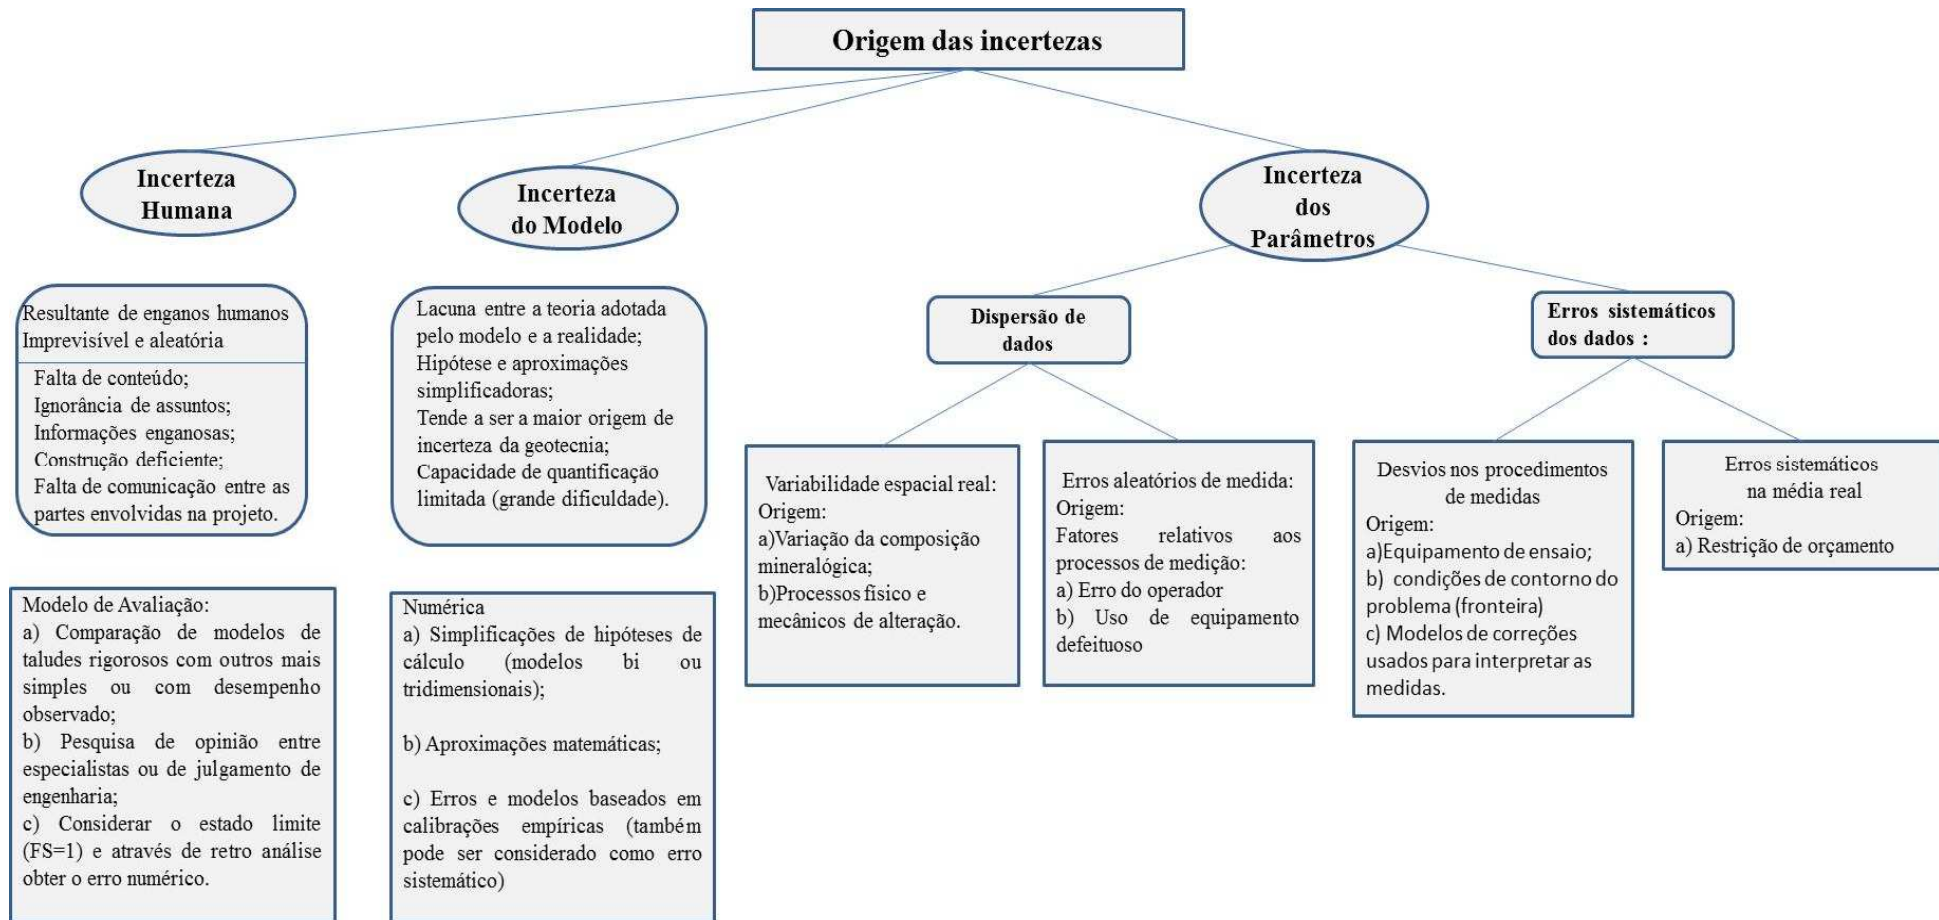 Origem das incertezas
Incerteza
Humana
Incerteza
do Modelo
Incerteza
dos
Parâmetros
Resultante de enganos humanos
Imprevisível e aleatória
Falta de conteúdo;
Ignorância de assuntos;
Informações enganosas;
Construção deficiente;
Falta de comunicação entre as
partes envolvidas na projeto.
Lacuna entre a teoria adotada
pelo modelo e a realidade;
Hipótese e aproximações
simplificadoras;
Tende a ser a maior origem de
incerteza da geotecnia;
Capacidade de quantificação
limitada (grande dificuldade).
Dispersão de
dados
Erros sistemáticos
dos dados :
Variabilidade espacial real:
Origem:
a)Variação da composição
mineralógica;
b)Processos físico e
mecânicos de alteração.
Erros aleatórios de medida:
Origem:
Fatores relativos aos
processos de medição:
a) Erro do operador
b) Uso de equipamento
defeituoso
Desvios nos procedimentos
de medidas
Origem:
a)Equipamento de ensaio;
b) condições de contorno do
problema (fronteira)
c) Modelos de correções
usados para interpretar as
medidas.
Erros sistemáticos
na média real
Origem:
a) Restrição de orçamento
Modelo de Avaliação:
a) Comparação de modelos de
taludes rigorosos com outros mais
simples ou com desempenho
observado;
b) Pesquisa de opinião entre
especialistas ou de julgamento de
engenharia;
c) Considerar o estado limite
(FS=1) e através de retro análise
obter o erro numérico.
Numérica
a) Simplificações de hipóteses de
cálculo (modelos bi ou
tridimensionais);
b) Aproximações matemáticas;
c) Erros e modelos baseados em
calibrações empíricas (também
pode ser considerado como erro
sistemático)